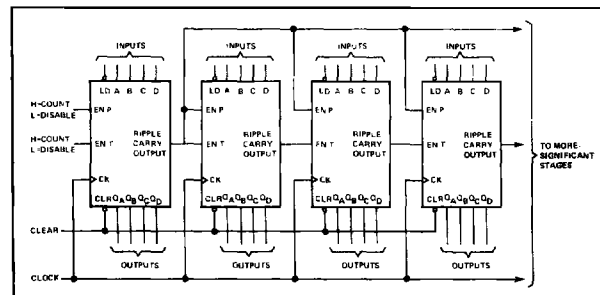 INPUTS INPUTS INPUTS INPUTS
LD A B C D LD A B C D LD A B C D LD A B C D
H=COUNT
L=DISABLE
EN P EN P EN P EN P
H=COUNT
L=DISABLE
EN T RIPPLE CARRY OUTPUT EN T RIPPLE CARRY OUTPUT EN T RIPPLE CARRY OUTPUT EN T RIPPLE CARRY OUTPUT
TO MORE-
SIGNIFICANT
STAGES
CK CK CK CK
CLR QA QB QC QD CLR QA QB QC QD CLR QA QB QC QD CLR QA QB QC QD
CLEAR
OUTPUTS OUTPUTS OUTPUTS OUTPUTS
CLOCK